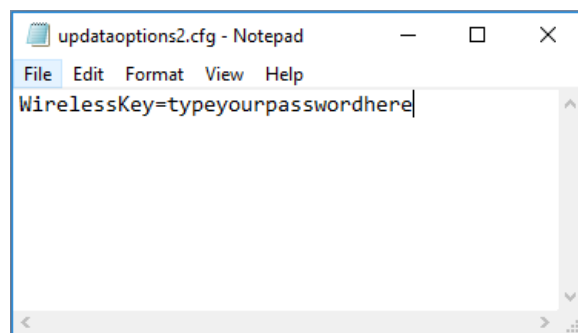 updataoptions2.cfg - Notepad
File Edit Format View Help
WirelessKey=typeyourpasswordhere